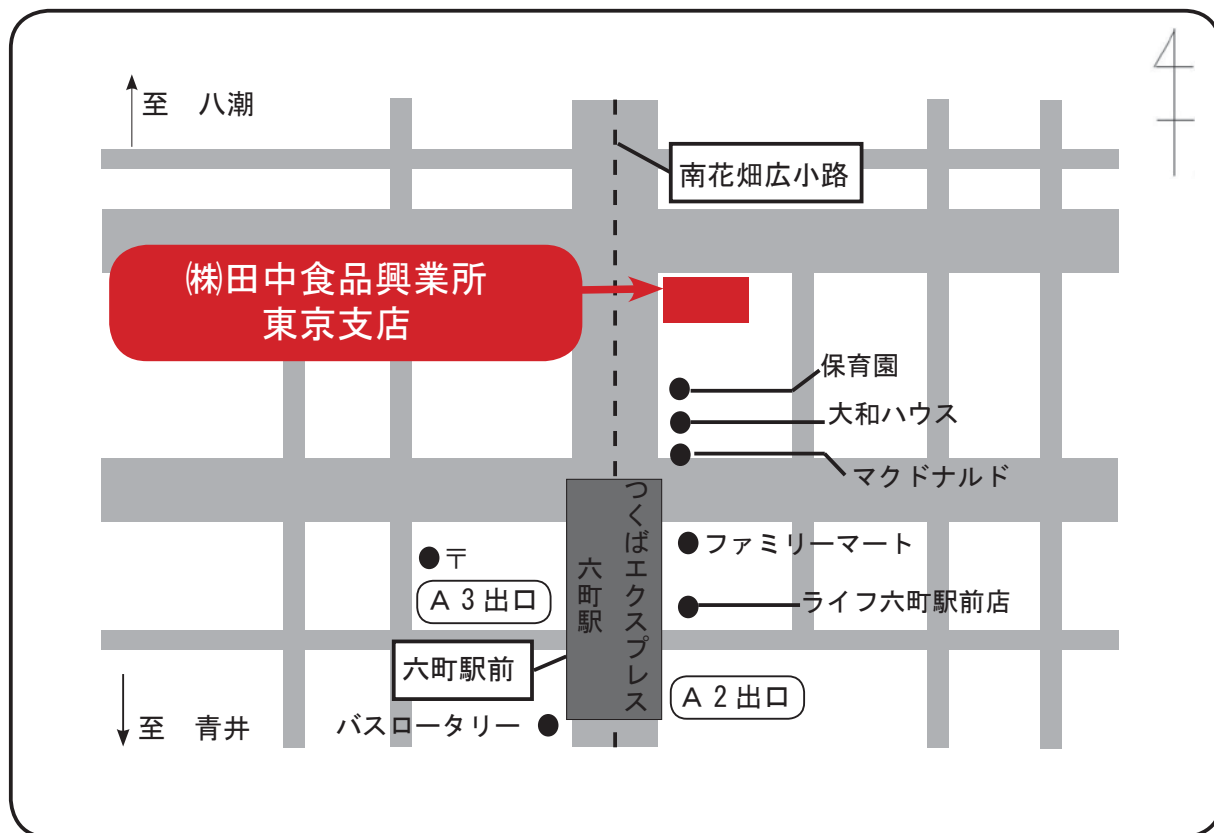 至　八潮
南花畑広小路
㈱田中食品興業所
東京支店
保育園
大和ハウス
マクドナルド
つくばエクスプレス
六町駅
ファミリーマート
〒
Ａ３出口
ライフ六町駅前店
六町駅前
Ａ２出口
至　青井
バスロータリー